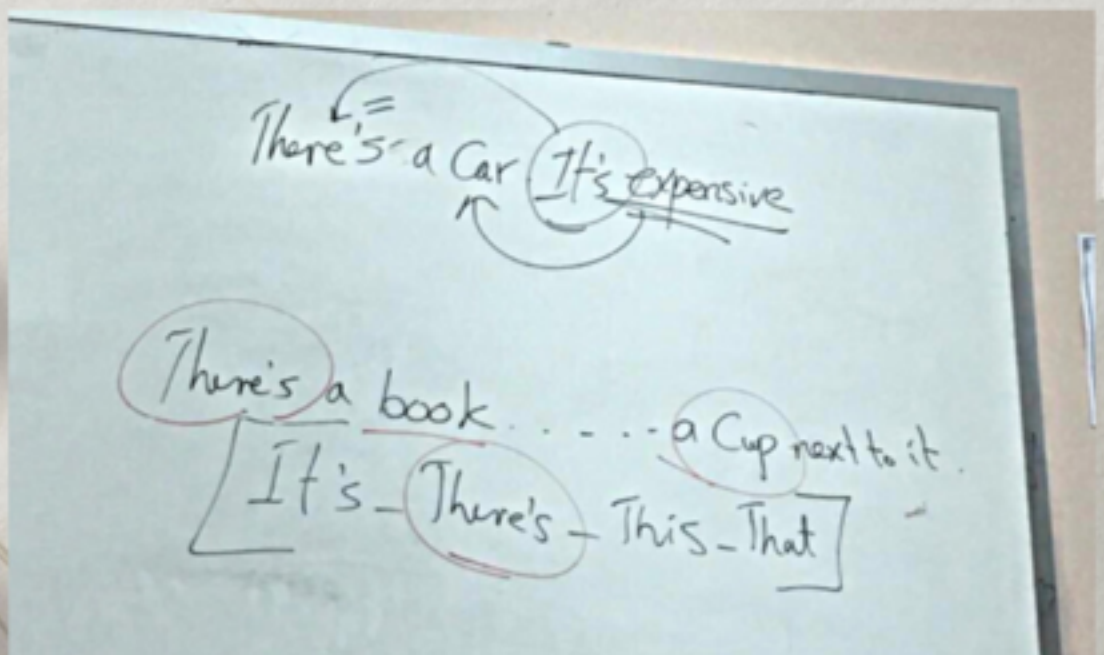 There's a Car It's expensive
There's a book. . - - . . . a Cup next to it.
[It's - There's - This - That]